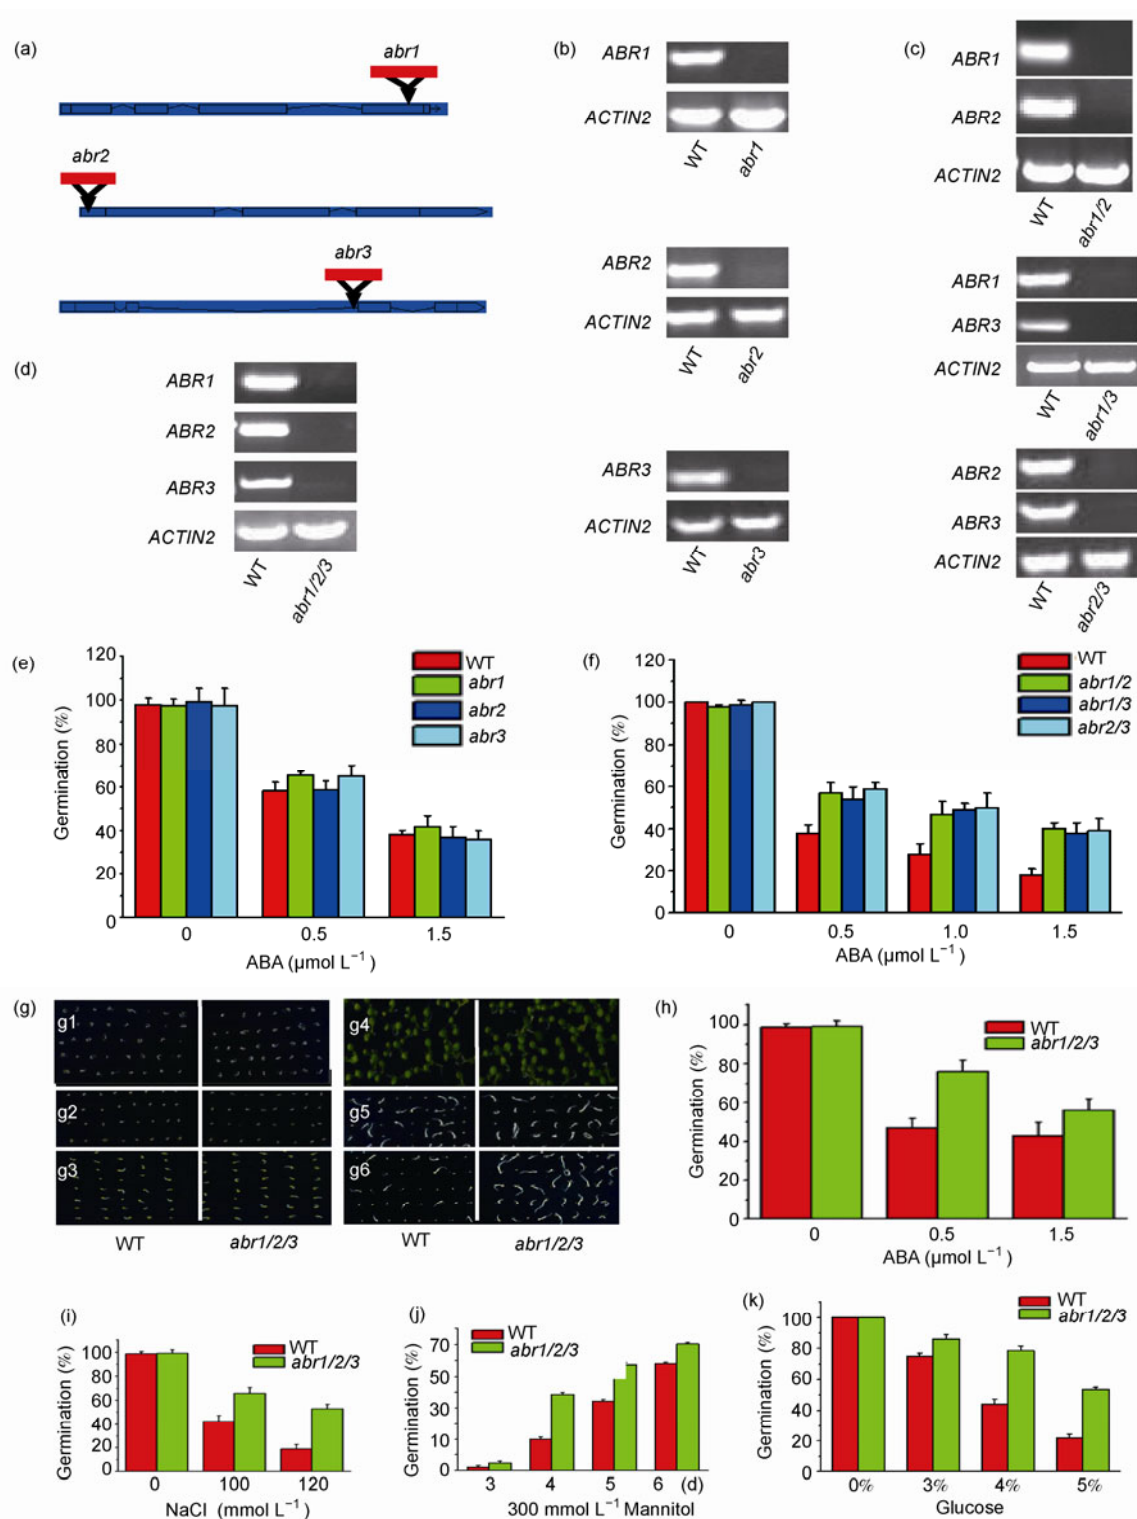 (a)
abr1
abr2
abr3
(b)
ABR1
ACTIN2
WT abr1
ABR2
ACTIN2
WT abr2
ABR3
ACTIN2
WT abr3
(c)
ABR1
ABR2
ACTIN2
WT abr1/2
ABR1
ABR3
ACTIN2
WT abr1/3
ABR2
ABR3
ACTIN2
WT abr2/3
(d)
ABR1
ABR2
ABR3
ACTIN2
WT abr1/2/3
(e)
Germination (%)
120
100
80
60
40
20
0
WT
abr1
abr2
abr3
0 0.5 1.5
ABA (μmol L⁻¹)
(f)
Germination (%)
120
100
80
60
40
20
0
WT
abr1/2
abr1/3
abr2/3
0 0.5 1.0 1.5
ABA (μmol L⁻¹)
(g)
g1
g2
g3
WT abr1/2/3
g4
g5
g6
WT abr1/2/3
(h)
Germination (%)
100
80
60
40
20
0
WT
abr1/2/3
0 0.5 1.5
ABA (μmol L⁻¹)
(i)
Germination (%)
100
80
60
40
20
0
WT
abr1/2/3
0 100 120
NaCl (mmol L⁻¹)
(j)
Germination (%)
70
50
30
10
0
WT
abr1/2/3
3 4 5 6 (d)
300 mmol L⁻¹ Mannitol
(k)
Germination (%)
100
80
60
40
20
0
WT
abr1/2/3
0% 3% 4% 5%
Glucose